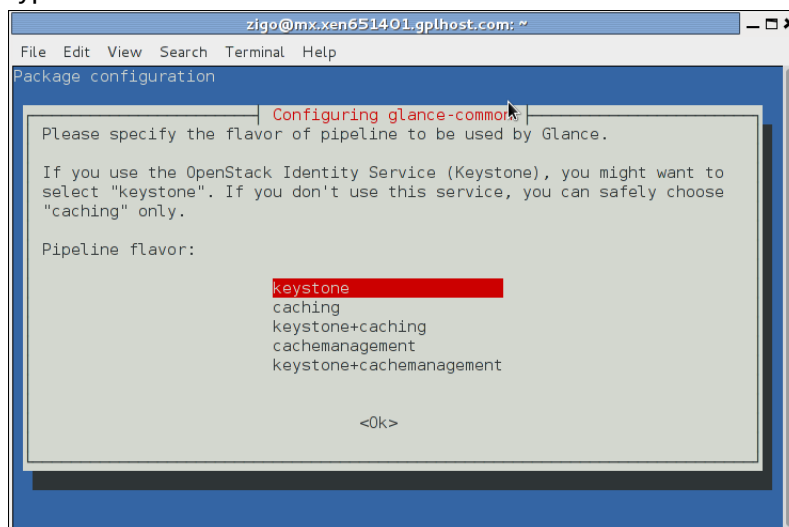 zigo@mx.xen651401.gplhost.com: ~
File Edit View Search Terminal Help
Package configuration
Configuring glance-common
Please specify the flavor of pipeline to be used by Glance.
If you use the OpenStack Identity Service (Keystone), you might want to
select "keystone". If you don't use this service, you can safely choose
"caching" only.
Pipeline flavor:
keystone
caching
keystone+caching
cachemanagement
keystone+cachemanagement
<Ok>